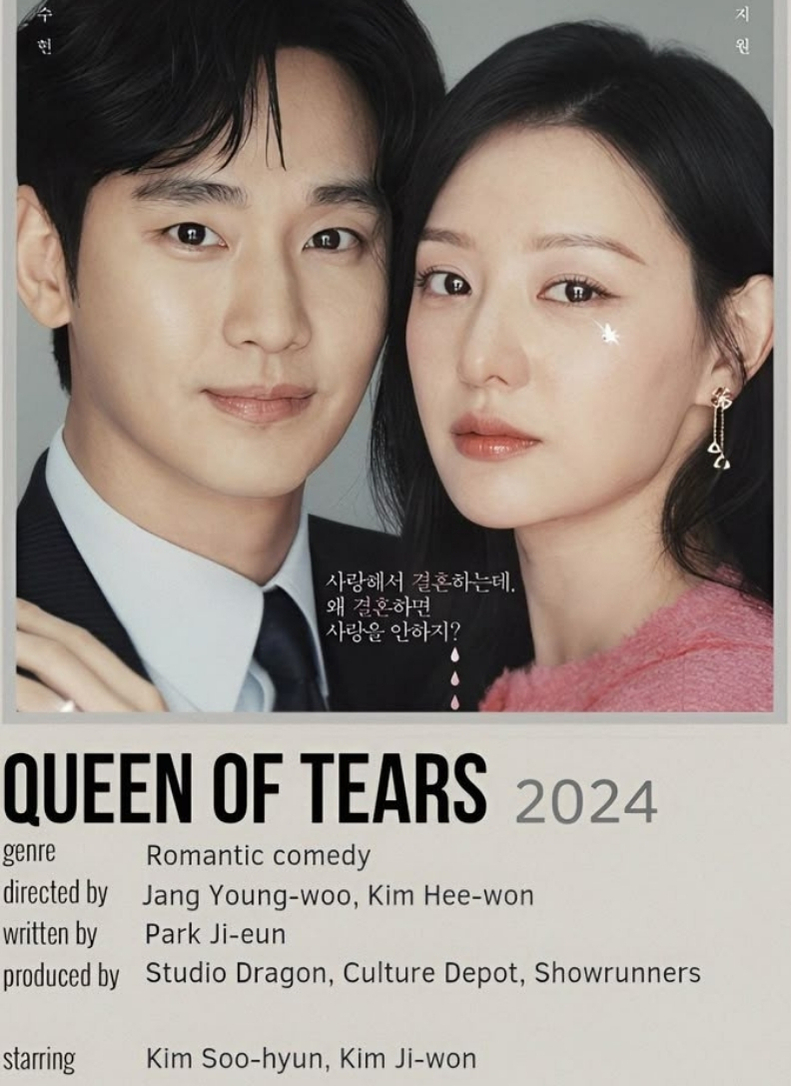 수현
지원
사랑해서 결혼하는데,
왜 결혼하면
사랑을 안하지?
QUEEN OF TEARS 2024
genre Romantic comedy
directed by Jang Young-woo, Kim Hee-won
written by Park Ji-eun
produced by Studio Dragon, Culture Depot, Showrunners
starring Kim Soo-hyun, Kim Ji-won